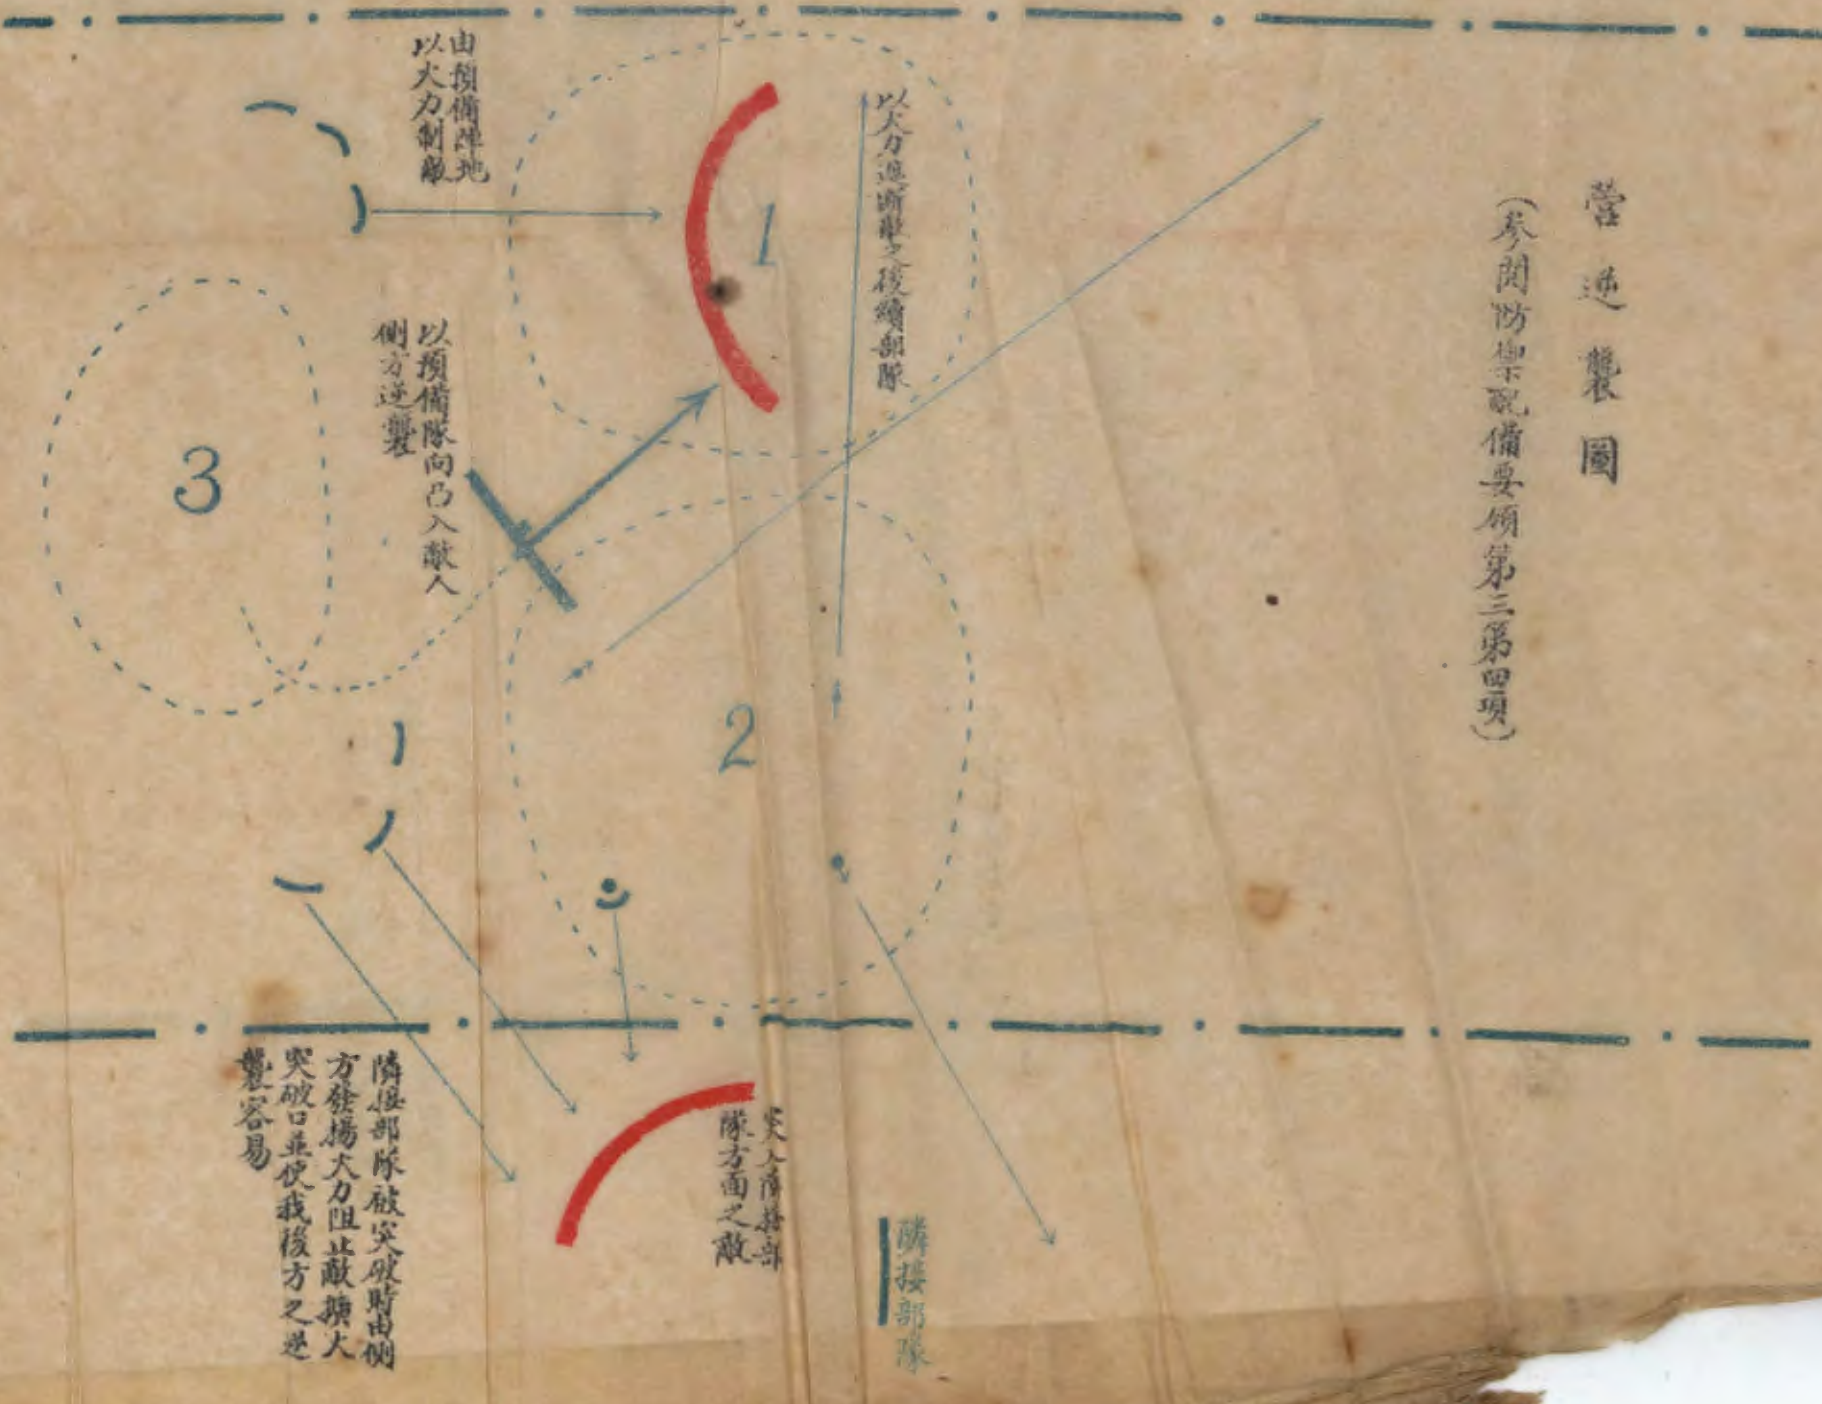 營逆襲圖
(参閱防禦配備要領第三第四項)
以火力遮断敵之後續部隊
由預備陣地
以火力制敵
1
以預備隊向凸入敵人
側方逆襲
3
2
隣接部隊
突入隣接部
隊方面之敵
隣接部隊被突破時由側
方發揚火力阻止敵擴大
突破口並使我後方之逆
襲容易